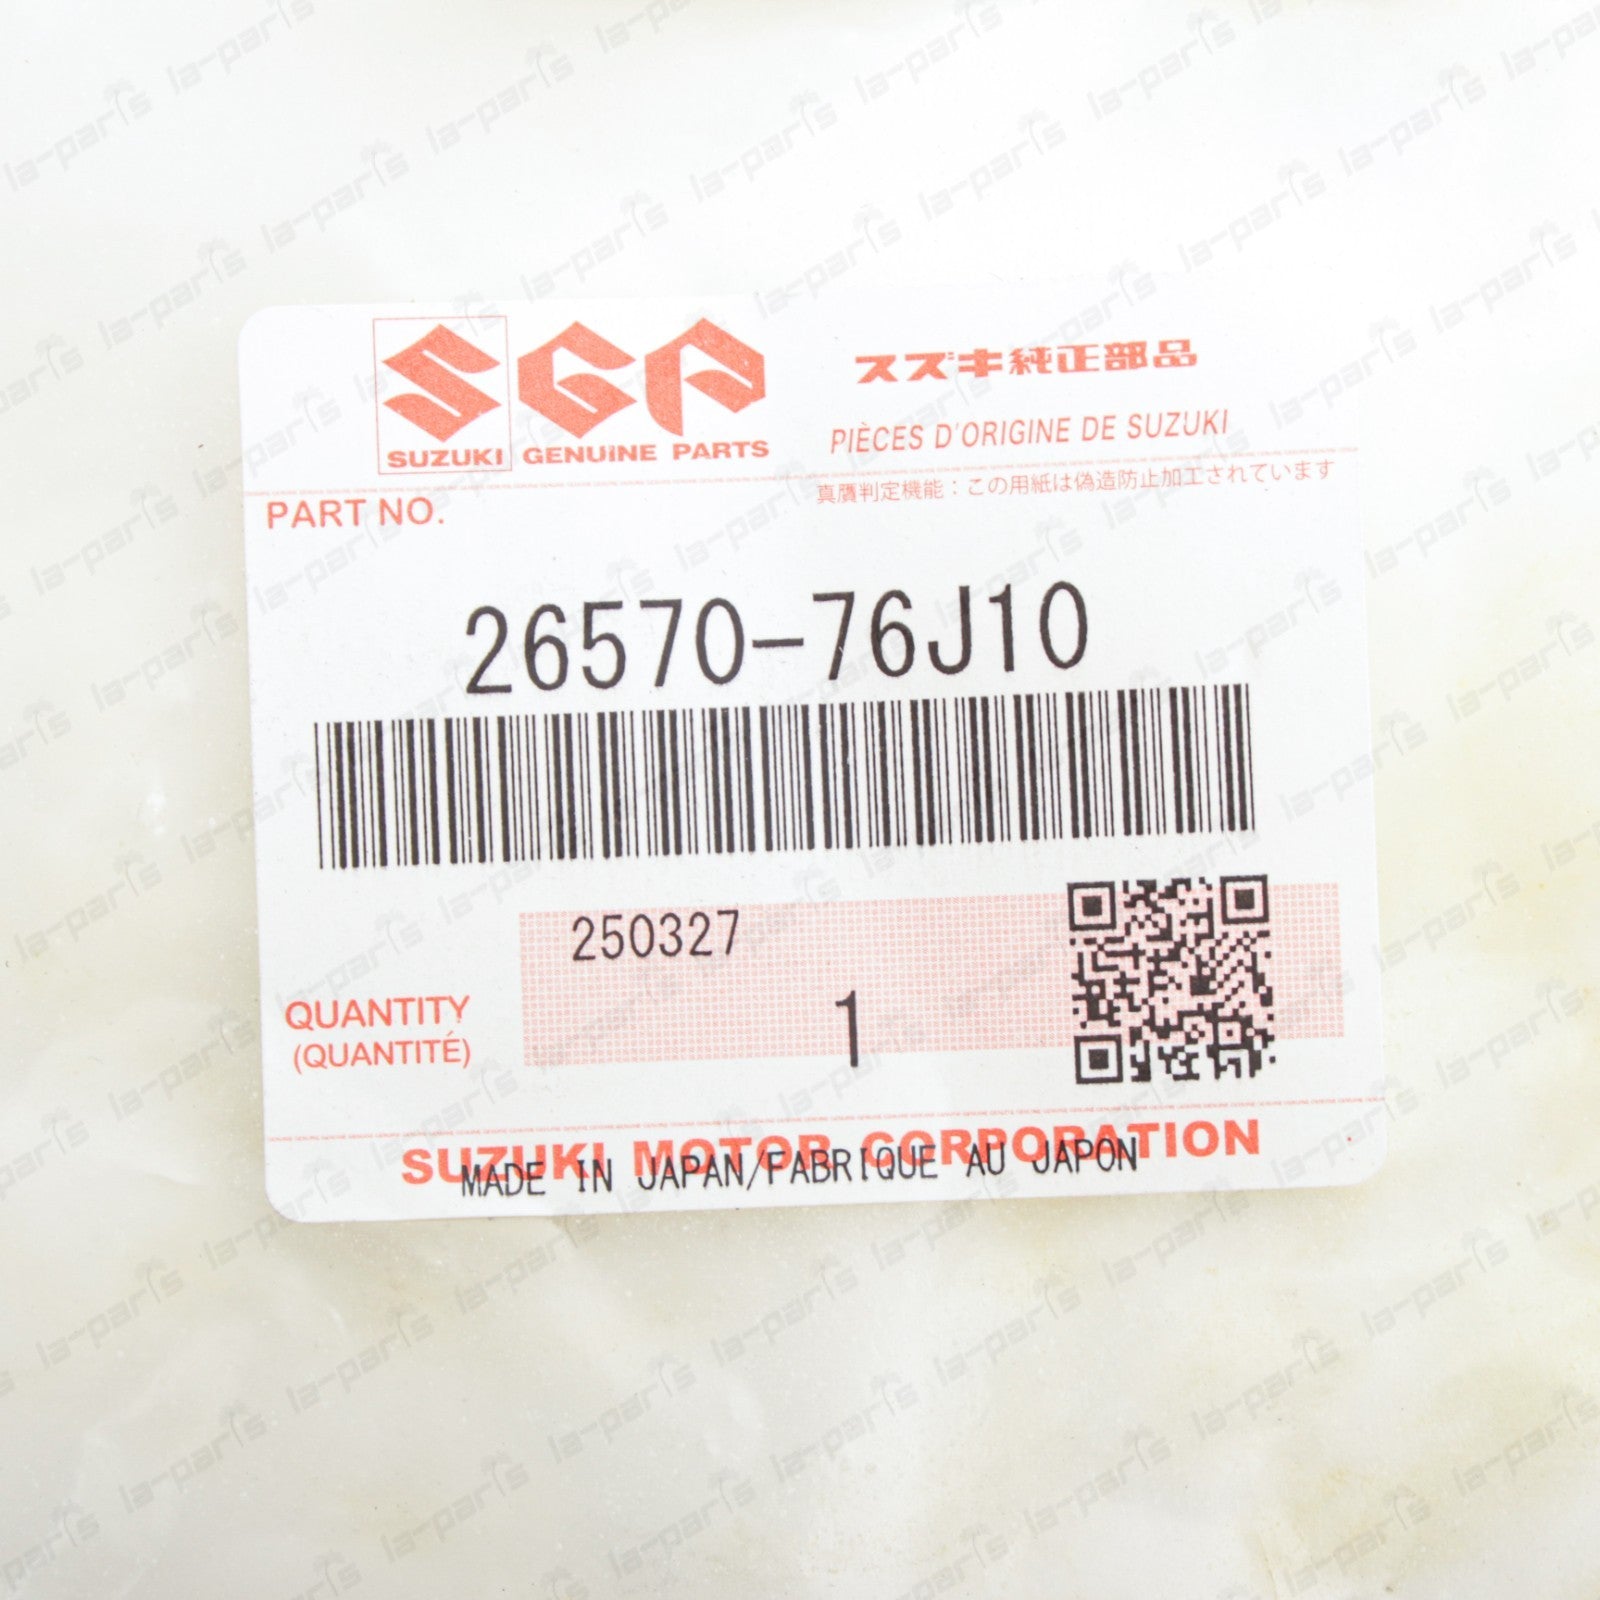 SGP
SUZUKI GENUINE PARTS
スズキ純正部品
PIÈCES D'ORIGINE DE SUZUKI
真贋判定機能：この用紙は偽造防止加工されています
PART NO.
26570-76J10
250327
QUANTITY
(QUANTITÉ)
1
SUZUKI MOTOR CORPORATION
MADE IN JAPAN/FABRIQUE AU JAPON
la-parts